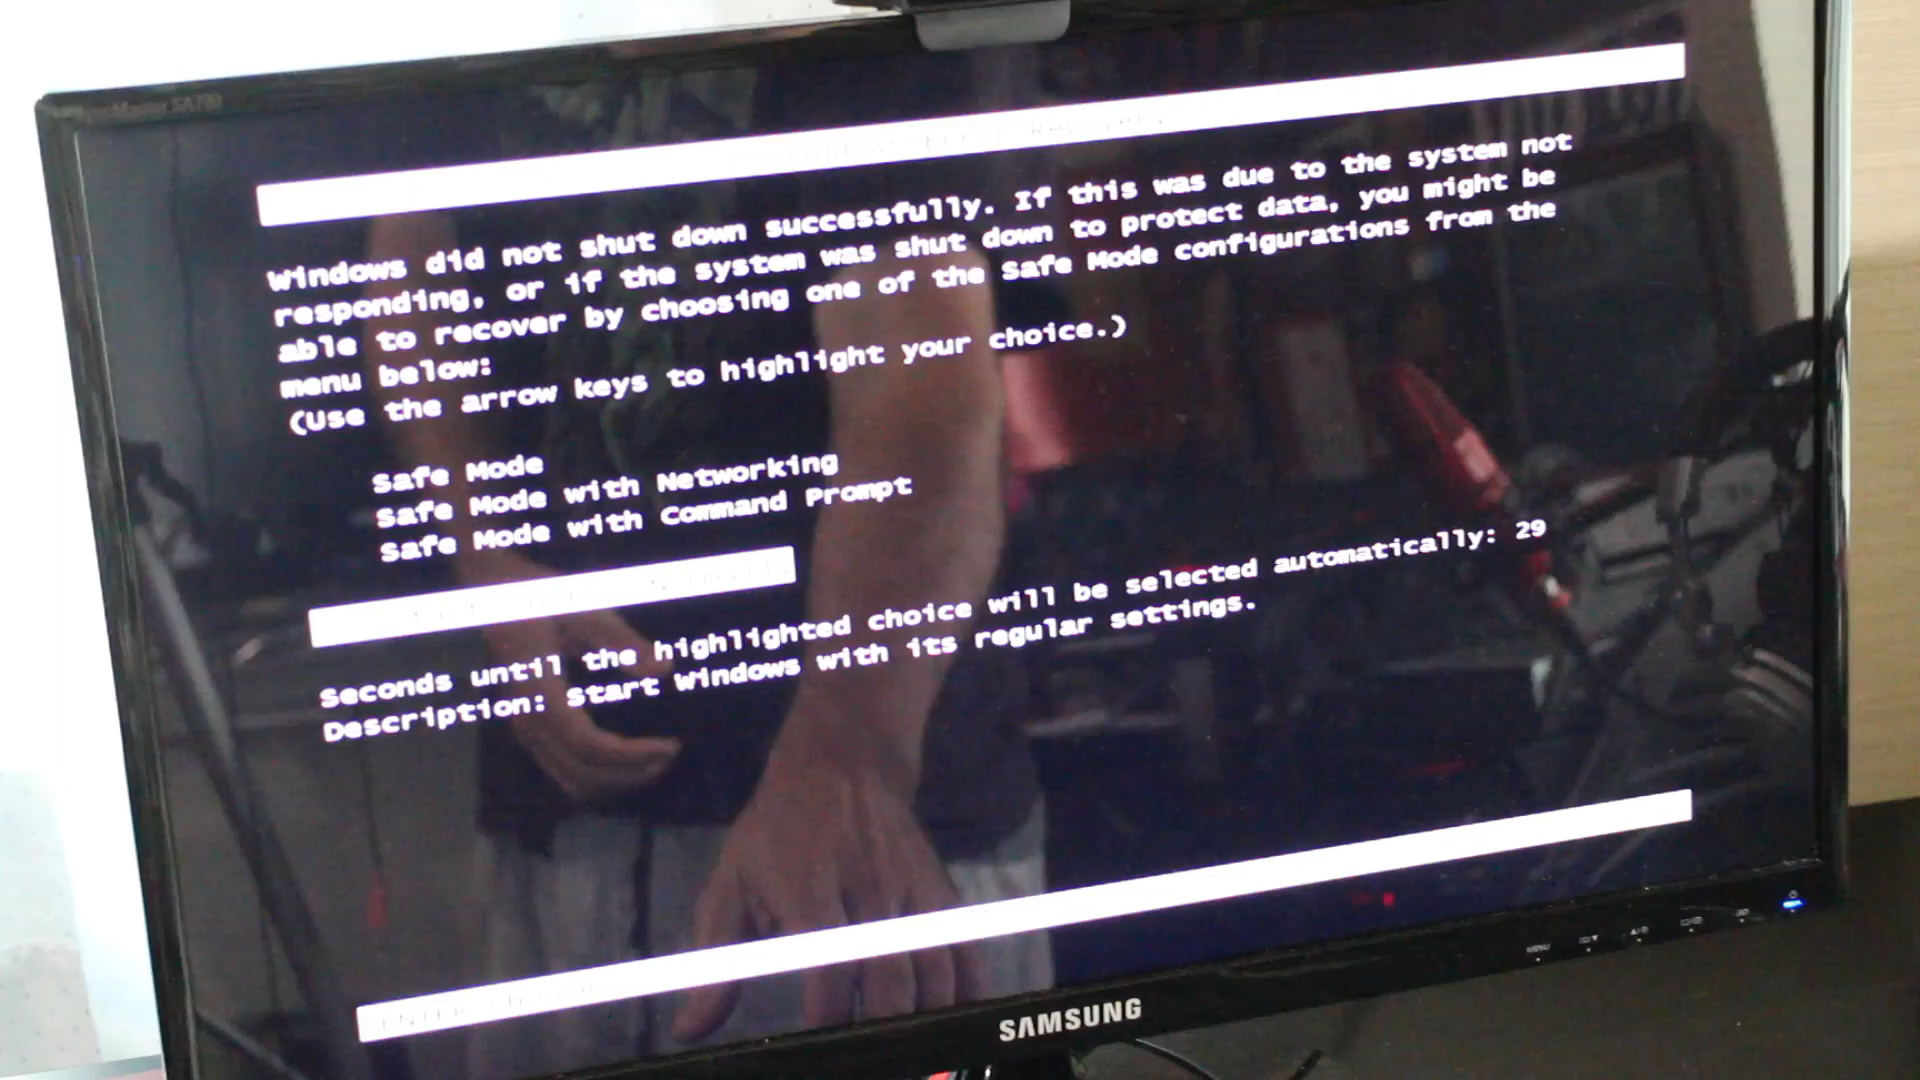 Windows Error Recovery
Windows did not shut down successfully. If this was due to the system not
responding, or if the system was shut down to protect data, you might be
able to recover by choosing one of the Safe Mode configurations from the
menu below:
(Use the arrow keys to highlight your choice.)
Safe Mode
Safe Mode with Networking
Safe Mode with Command Prompt
Seconds until the highlighted choice will be selected automatically: 29
Description: Start Windows with its regular settings.
SAMSUNG